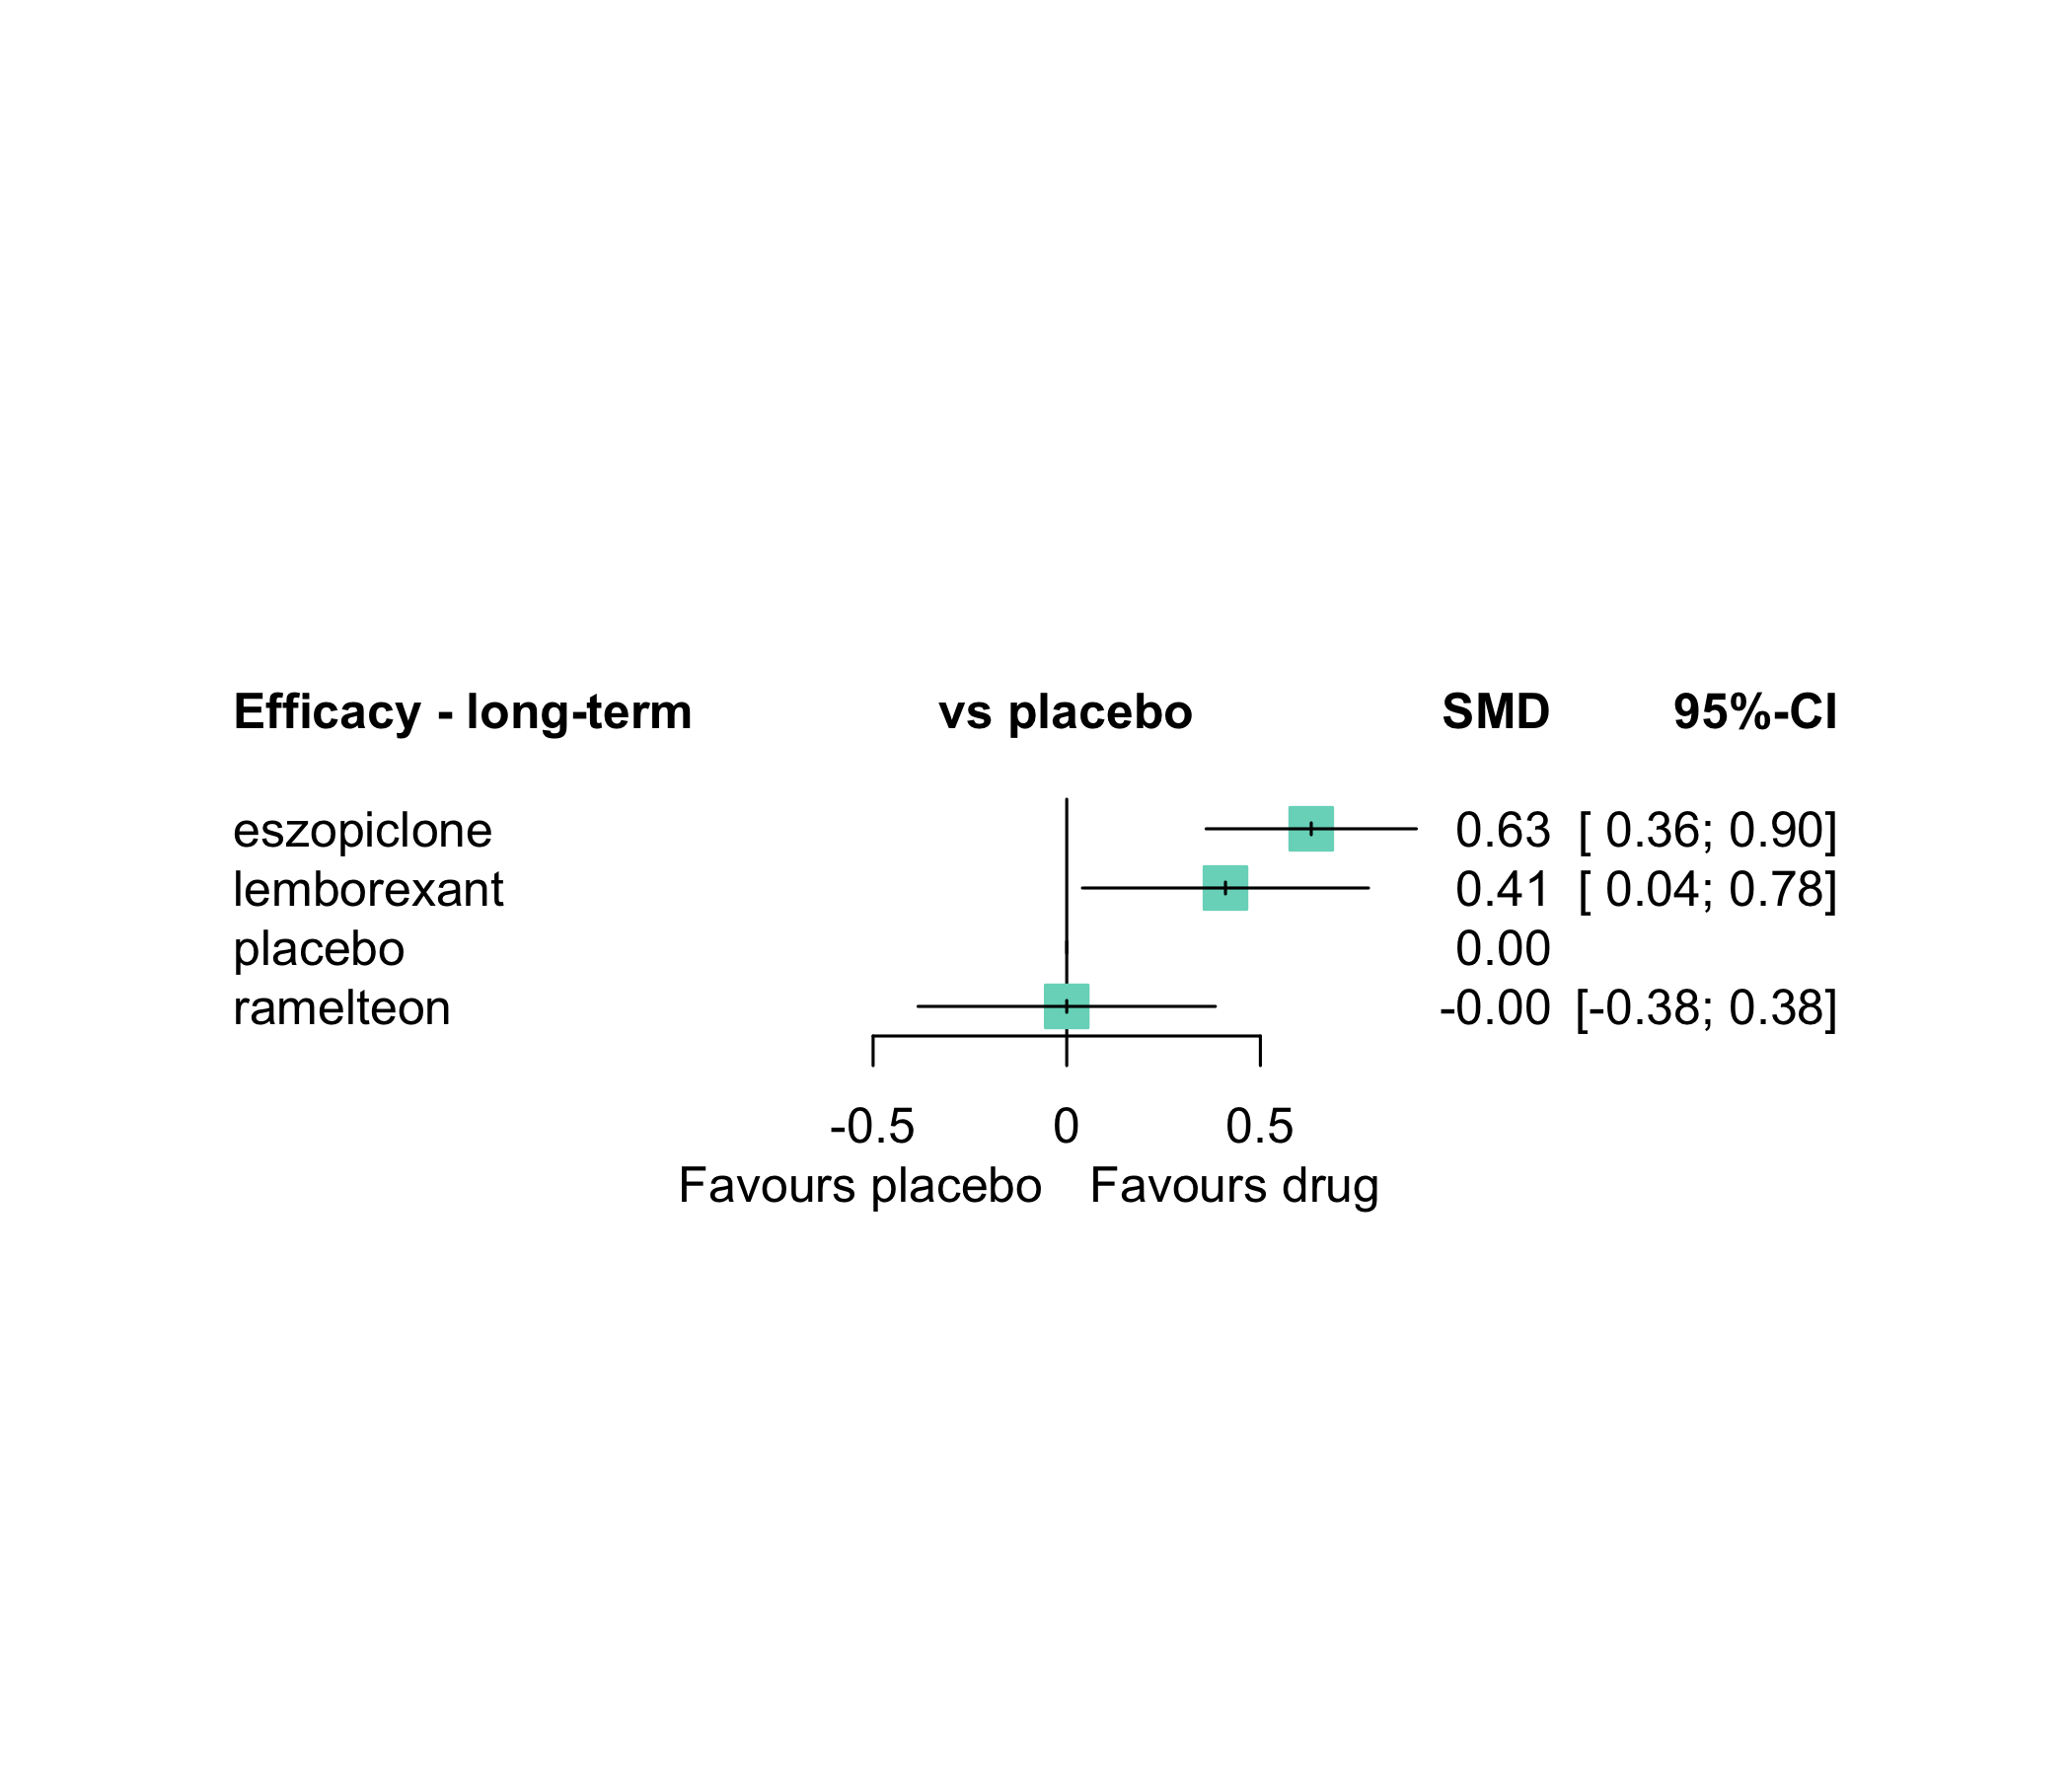 Efficacy - long-term vs placebo SMD 95%-CI
eszopiclone 0.63 [ 0.36; 0.90]
lemborexant 0.41 [ 0.04; 0.78]
placebo 0.00
ramelteon -0.00 [-0.38; 0.38]
-0.5 0 0.5
Favours placebo Favours drug